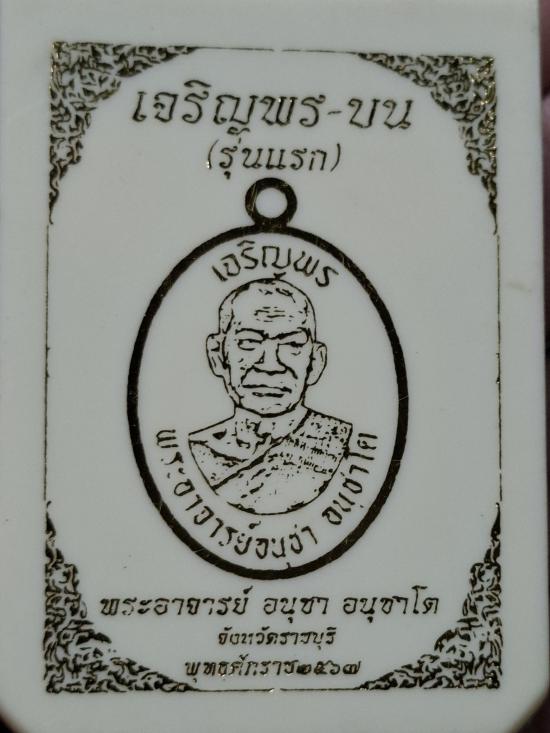 เจริญพร-บน
(รุ่นแรก)
เจริญพร
พระอาจารย์อนุชา อนุชาโต
พระอาจารย์ อนุชา อนุชาโต
จังหวัดราชบุรี
พุทธศักราช๒๕๖๗